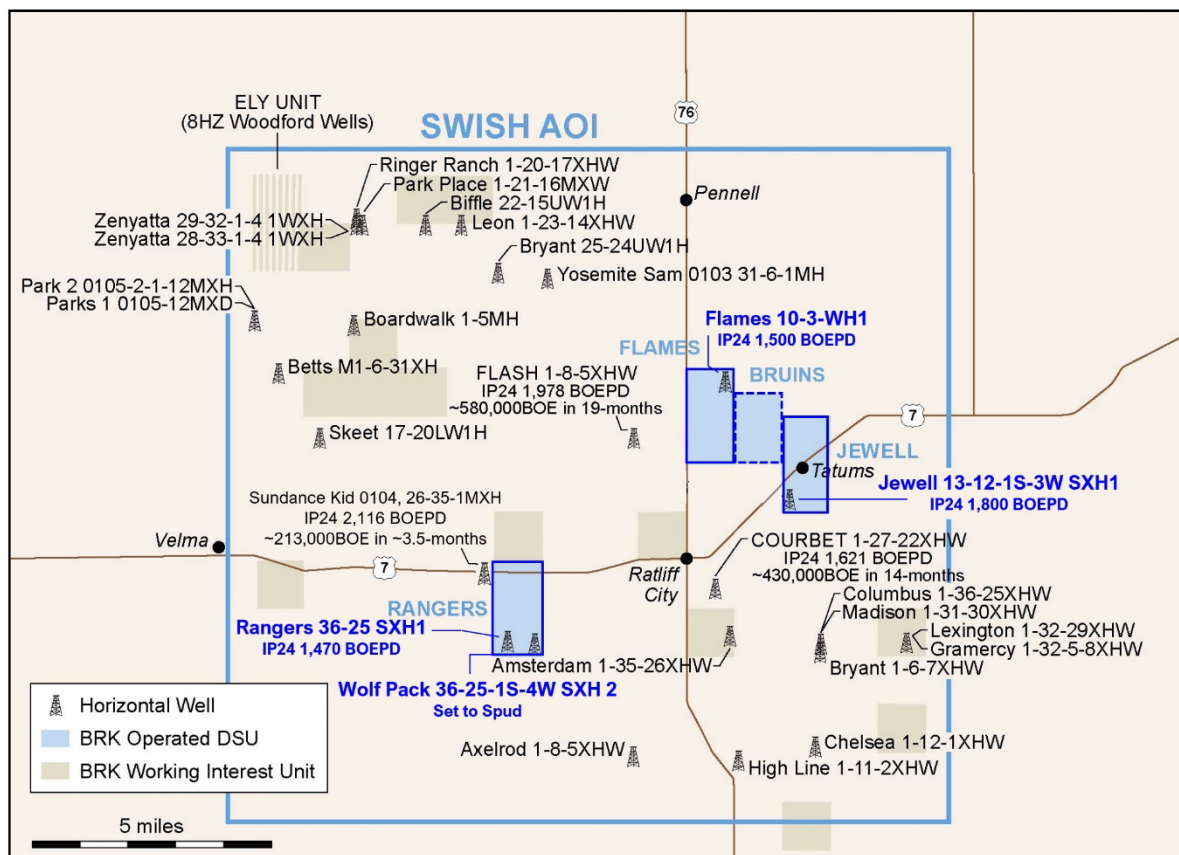 ELY UNIT
(8HZ Woodford Wells)
SWISH AOI
76
Pennell
Ringer Ranch 1-20-17XHW
Park Place 1-21-16MXW
Biffle 22-15UW1H
Leon 1-23-14XHW
Zenyatta 29-32-1-4 1WXH
Zenyatta 28-33-1-4 1WXH
Bryant 25-24UW1H
Yosemite Sam 0103 31-6-1MH
Park 2 0105-2-1-12MXH
Parks 1 0105-12MXD
Boardwalk 1-5MH
Flames 10-3-WH1
IP24 1,500 BOEPD
FLAMES
BRUINS
Betts M1-6-31XH
FLASH 1-8-5XHW
IP24 1,978 BOEPD
~580,000BOE in 19-months
7
Skeet 17-20LW1H
JEWELL
Tatums
Jewell 13-12-1S-3W SXH1
IP24 1,800 BOEPD
Sundance Kid 0104, 26-35-1MXH
IP24 2,116 BOEPD
~213,000BOE in ~3.5-months
Velma
7
Ratliff
City
COURBET 1-27-22XHW
IP24 1,621 BOEPD
~430,000BOE in 14-months
Columbus 1-36-25XHW
Madison 1-31-30XHW
Lexington 1-32-29XHW
Gramercy 1-32-5-8XHW
Bryant 1-6-7XHW
RANGERS
Rangers 36-25 SXH1
IP24 1,470 BOEPD
Amsterdam 1-35-26XHW
Wolf Pack 36-25-1S-4W SXH 2
Set to Spud
Axelrod 1-8-5XHW
Chelsea 1-12-1XHW
High Line 1-11-2XHW
Horizontal Well
BRK Operated DSU
BRK Working Interest Unit
5 miles